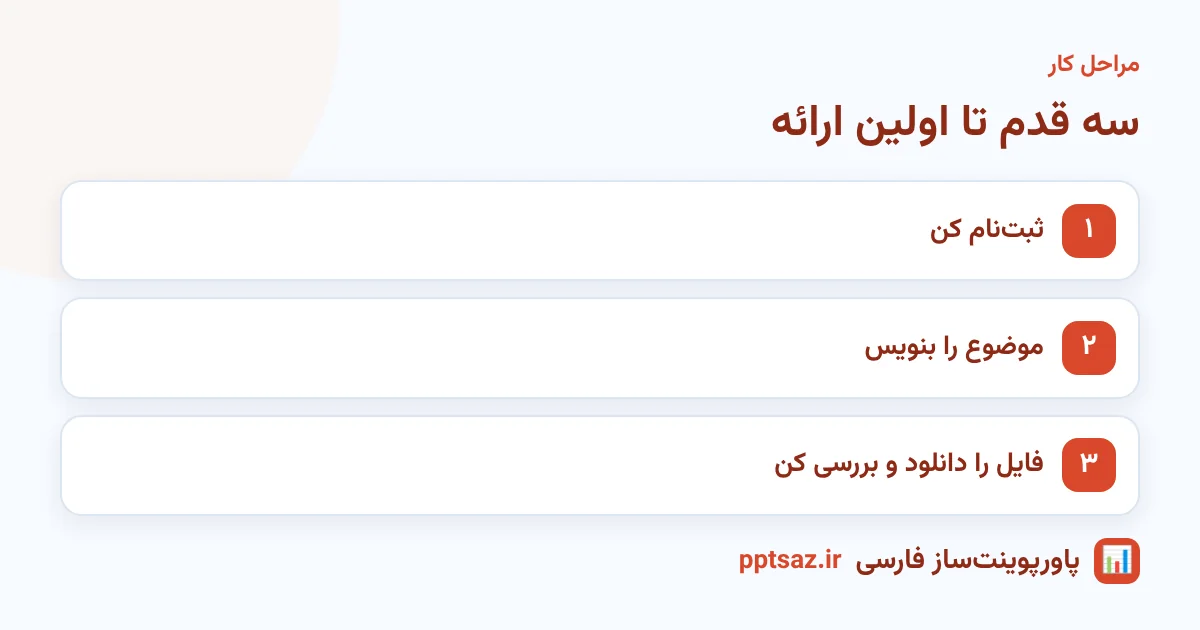 مراحل کار
سه قدم تا اولین ارائه
۱ ثبت‌نام کن
۲ موضوع را بنویس
۳ فایل را دانلود و بررسی کن
پاورپوینت‌ساز فارسی pptsaz.ir